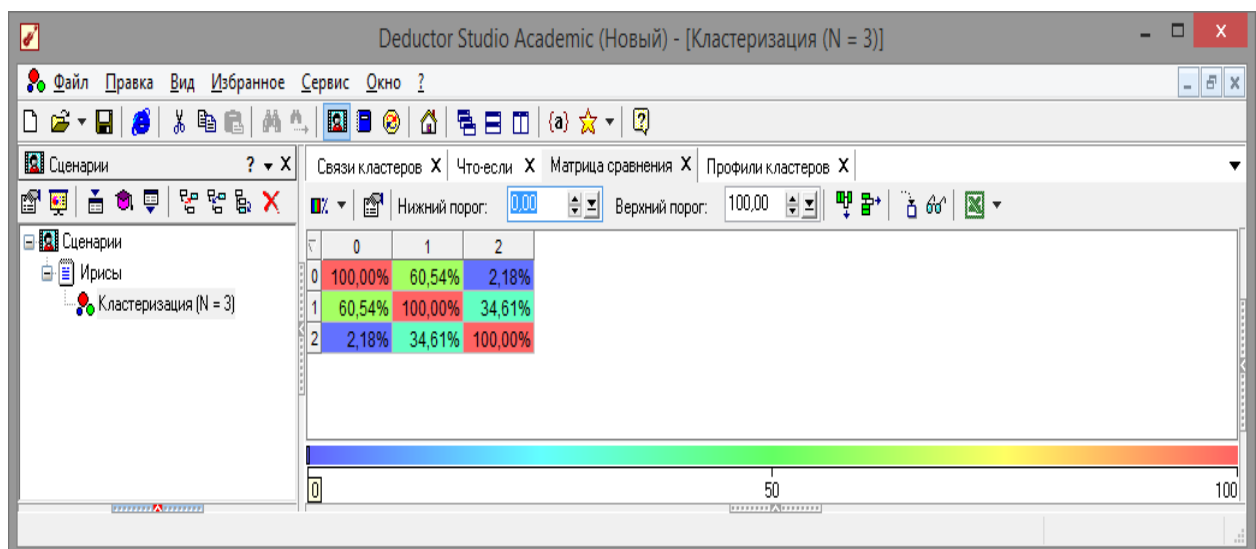 Deductor Studio Academic (Новый) - [Кластеризация (N = 3)]
Файл Правка Вид Избранное Сервис Окно ?
{a} ?
Сценарии ? X
Связи кластеров X Что-если X Матрица сравнения X Профили кластеров X
Нижний порог: 0,00 Верхний порог: 100,00
Сценарии
Ирисы
Кластеризация (N = 3)
0 1 2
0 100,00% 60,54% 2,18%
1 60,54% 100,00% 34,61%
2 2,18% 34,61% 100,00%
0 50 100